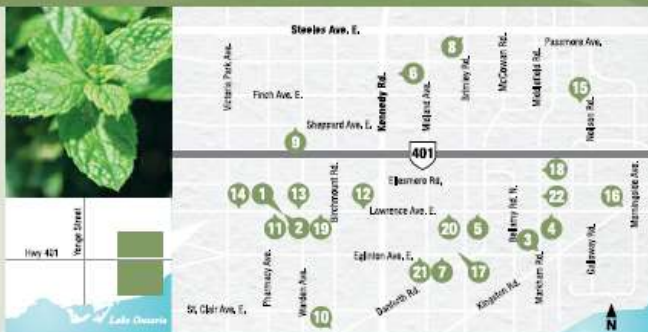 Steeles Ave. E.
Passmore Ave.
Victoria Park Ave.
Finch Ave. E.
Kennedy Rd.
Midland Ave.
Brimley Rd.
McCowan Rd.
Middlefield Rd.
Neilson Rd.
6
8
15
Sheppard Ave. E.
9
401
Birchmount Rd.
Ellesmere Rd.
18
14
1
13
12
22
16
Morningside Ave.
Lawrence Ave. E.
Bellamy Rd. N.
11
2
19
20
5
3
4
Hwy 401
Yonge Street
Pharmacy Ave.
Warden Ave.
Eglinton Ave. E.
21
7
17
Markham Rd.
Galloway Rd.
St. Clair Ave. E.
10
Danforth Rd.
Kingston Rd.
Lake Ontario
N